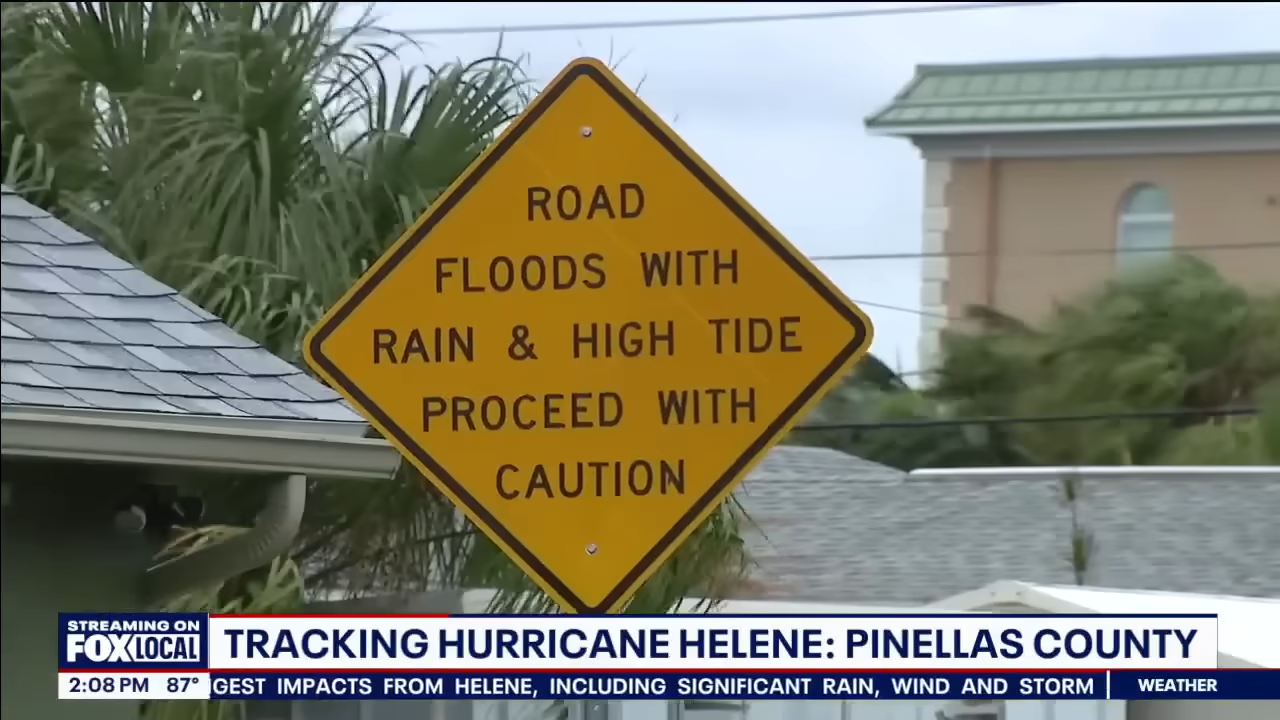 ROAD
FLOODS WITH
RAIN & HIGH TIDE
PROCEED WITH
CAUTION
STREAMING ON
FOX LOCAL
TRACKING HURRICANE HELENE: PINELLAS COUNTY
2:08 PM 87° GEST IMPACTS FROM HELENE, INCLUDING SIGNIFICANT RAIN, WIND AND STORM WEATHER